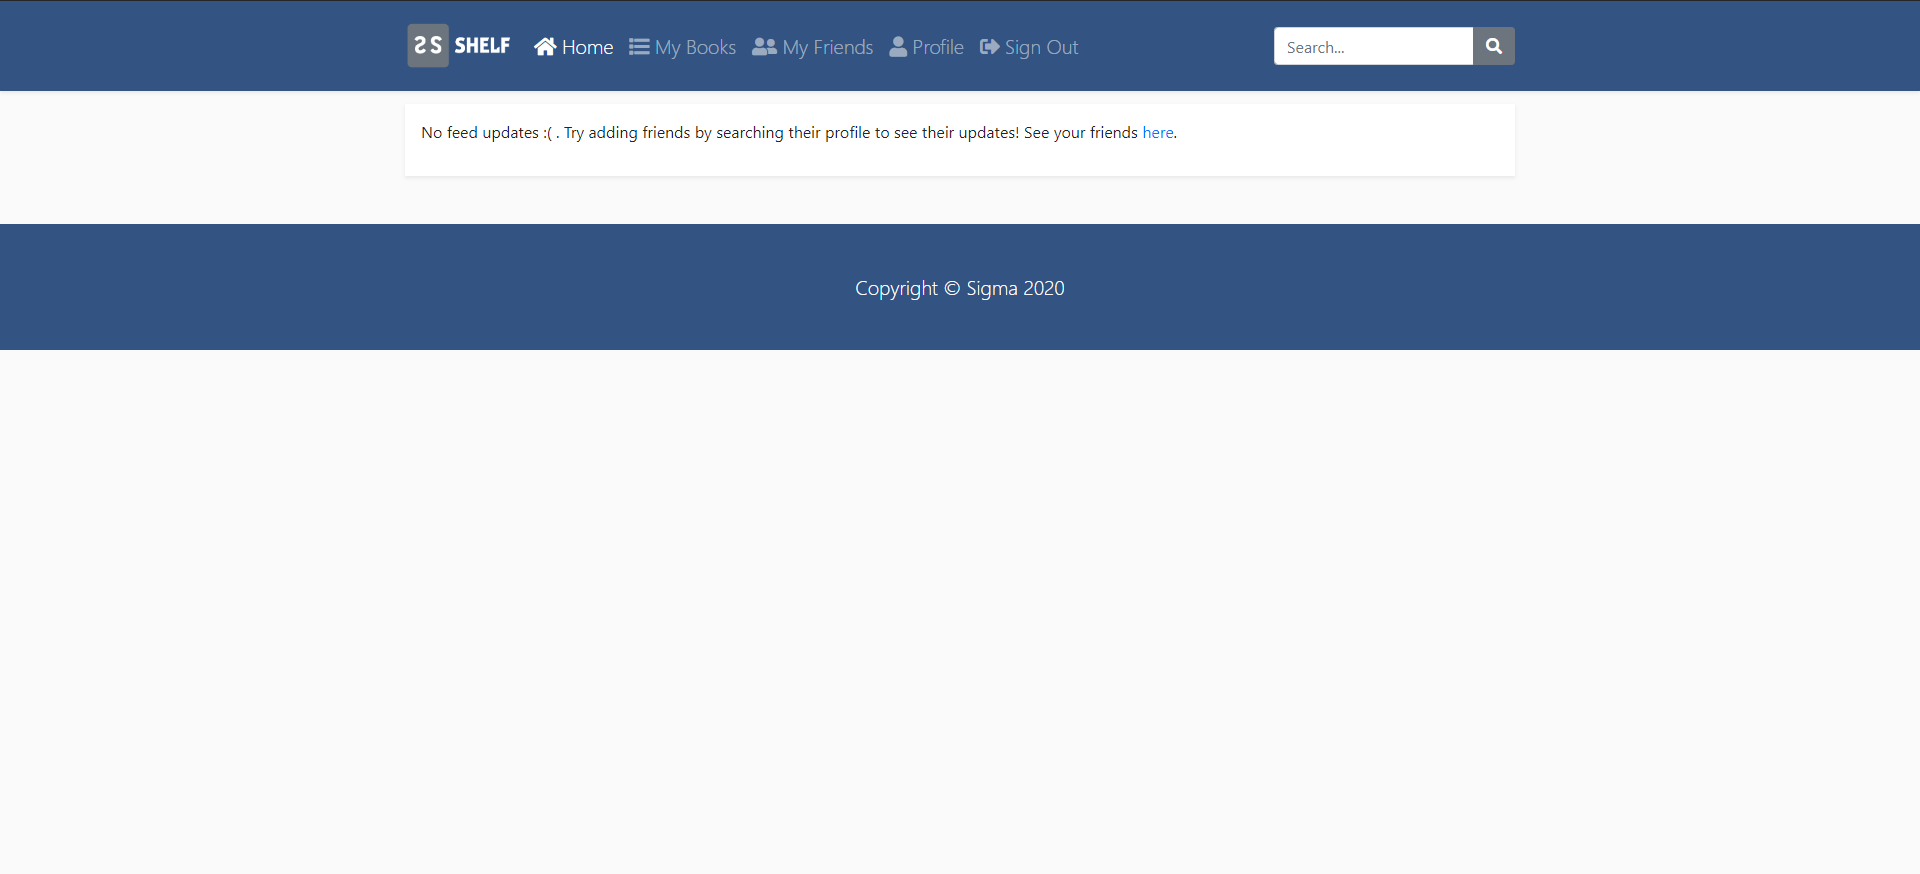 SS SHELF Home My Books My Friends Profile Sign Out Search...
No feed updates :( . Try adding friends by searching their profile to see their updates! See your friends here.
Copyright © Sigma 2020